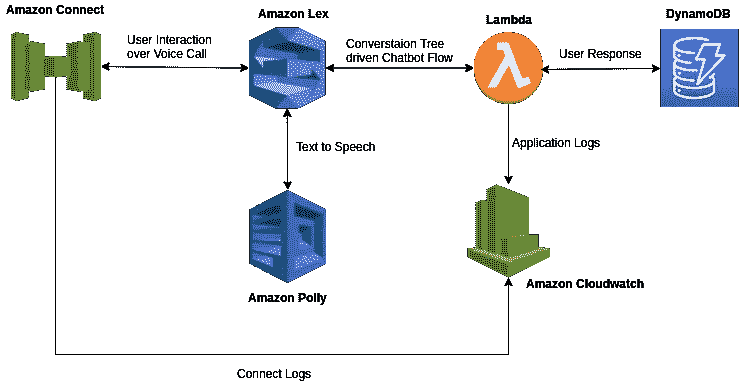 Amazon Connect
Amazon Lex
Lambda
DynamoDB
User Interaction
over Voice Call
Converstaion Tree
driven Chatbot Flow
User Response
Text to Speech
Application Logs
Amazon Polly
Amazon Cloudwatch
Connect Logs